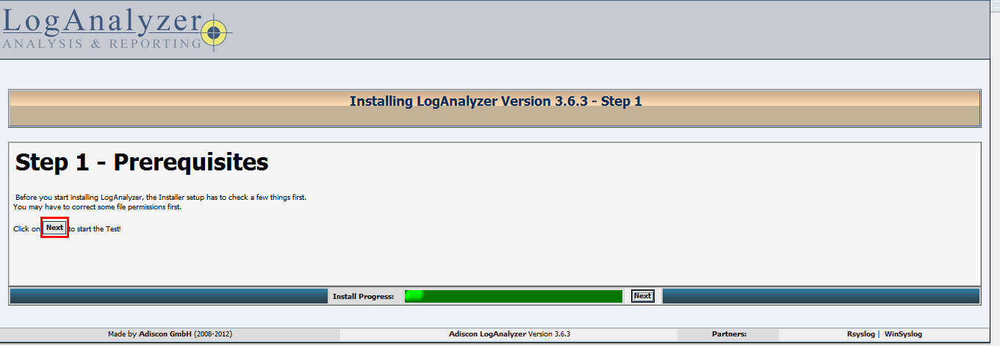 LogAnalyzer
ANALYSIS & REPORTING
Installing LogAnalyzer Version 3.6.3 - Step 1
Step 1 - Prerequisites
Before you start installing LogAnalyzer, the Installer setup has to check a few things first.
You may have to correct some file permissions first.
Click on Next to start the Test!
Install Progress: Next
Made by Adiscon GmbH (2008-2012) Adiscon LogAnalyzer Version 3.6.3 Partners: Rsyslog | WinSyslog